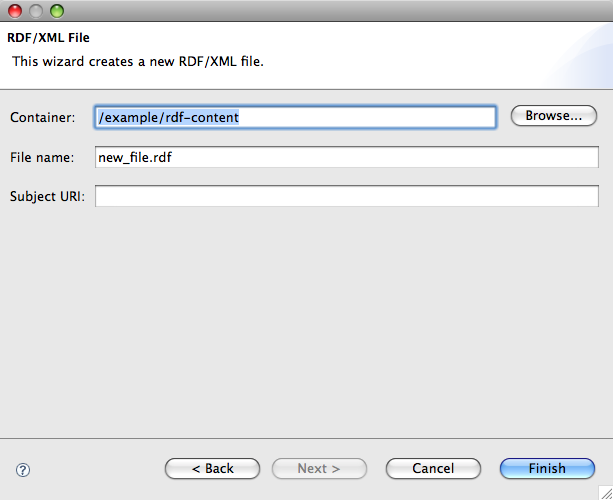 RDF/XML File
This wizard creates a new RDF/XML file.
Container: /example/rdf-content Browse...
File name: new_file.rdf
Subject URI:
? < Back Next > Cancel Finish